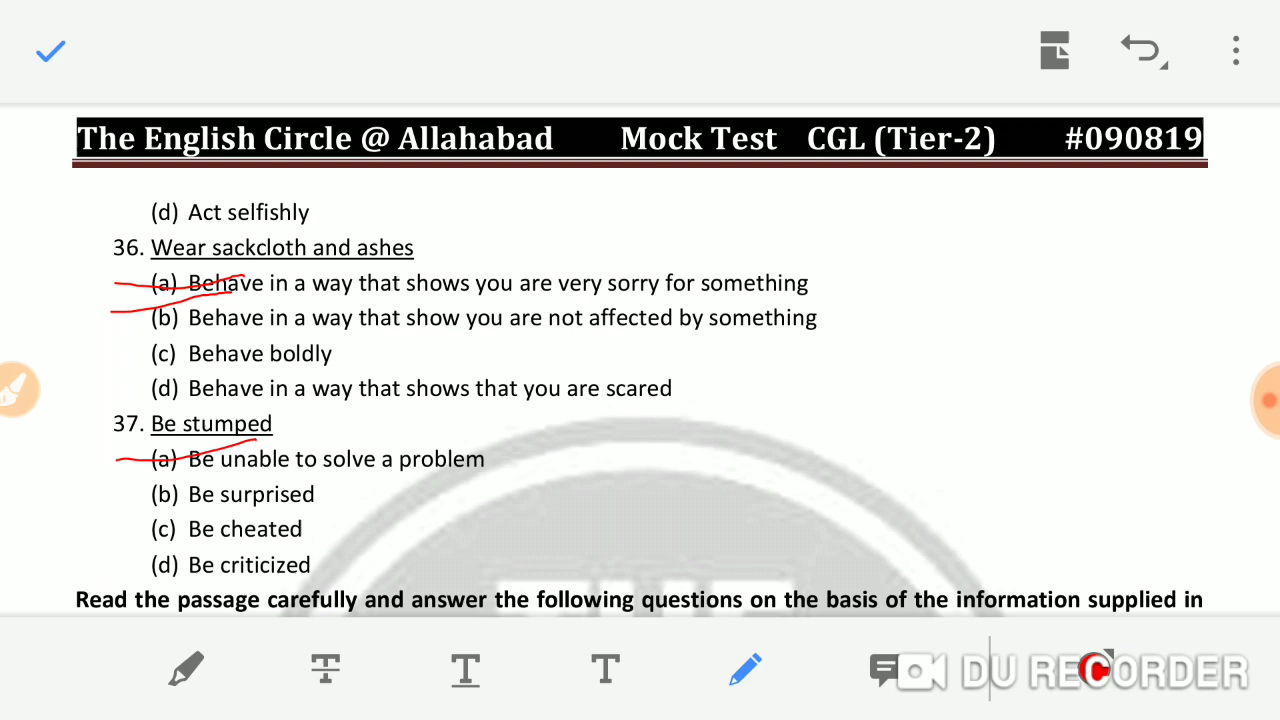 The English Circle @ Allahabad Mock Test CGL (Tier-2) #090819
(d) Act selfishly
36. Wear sackcloth and ashes
(a) Behave in a way that shows you are very sorry for something
(b) Behave in a way that show you are not affected by something
(c) Behave boldly
(d) Behave in a way that shows that you are scared
37. Be stumped
(a) Be unable to solve a problem
(b) Be surprised
(c) Be cheated
(d) Be criticized
Read the passage carefully and answer the following questions on the basis of the information supplied in
T T T DU RECORDER